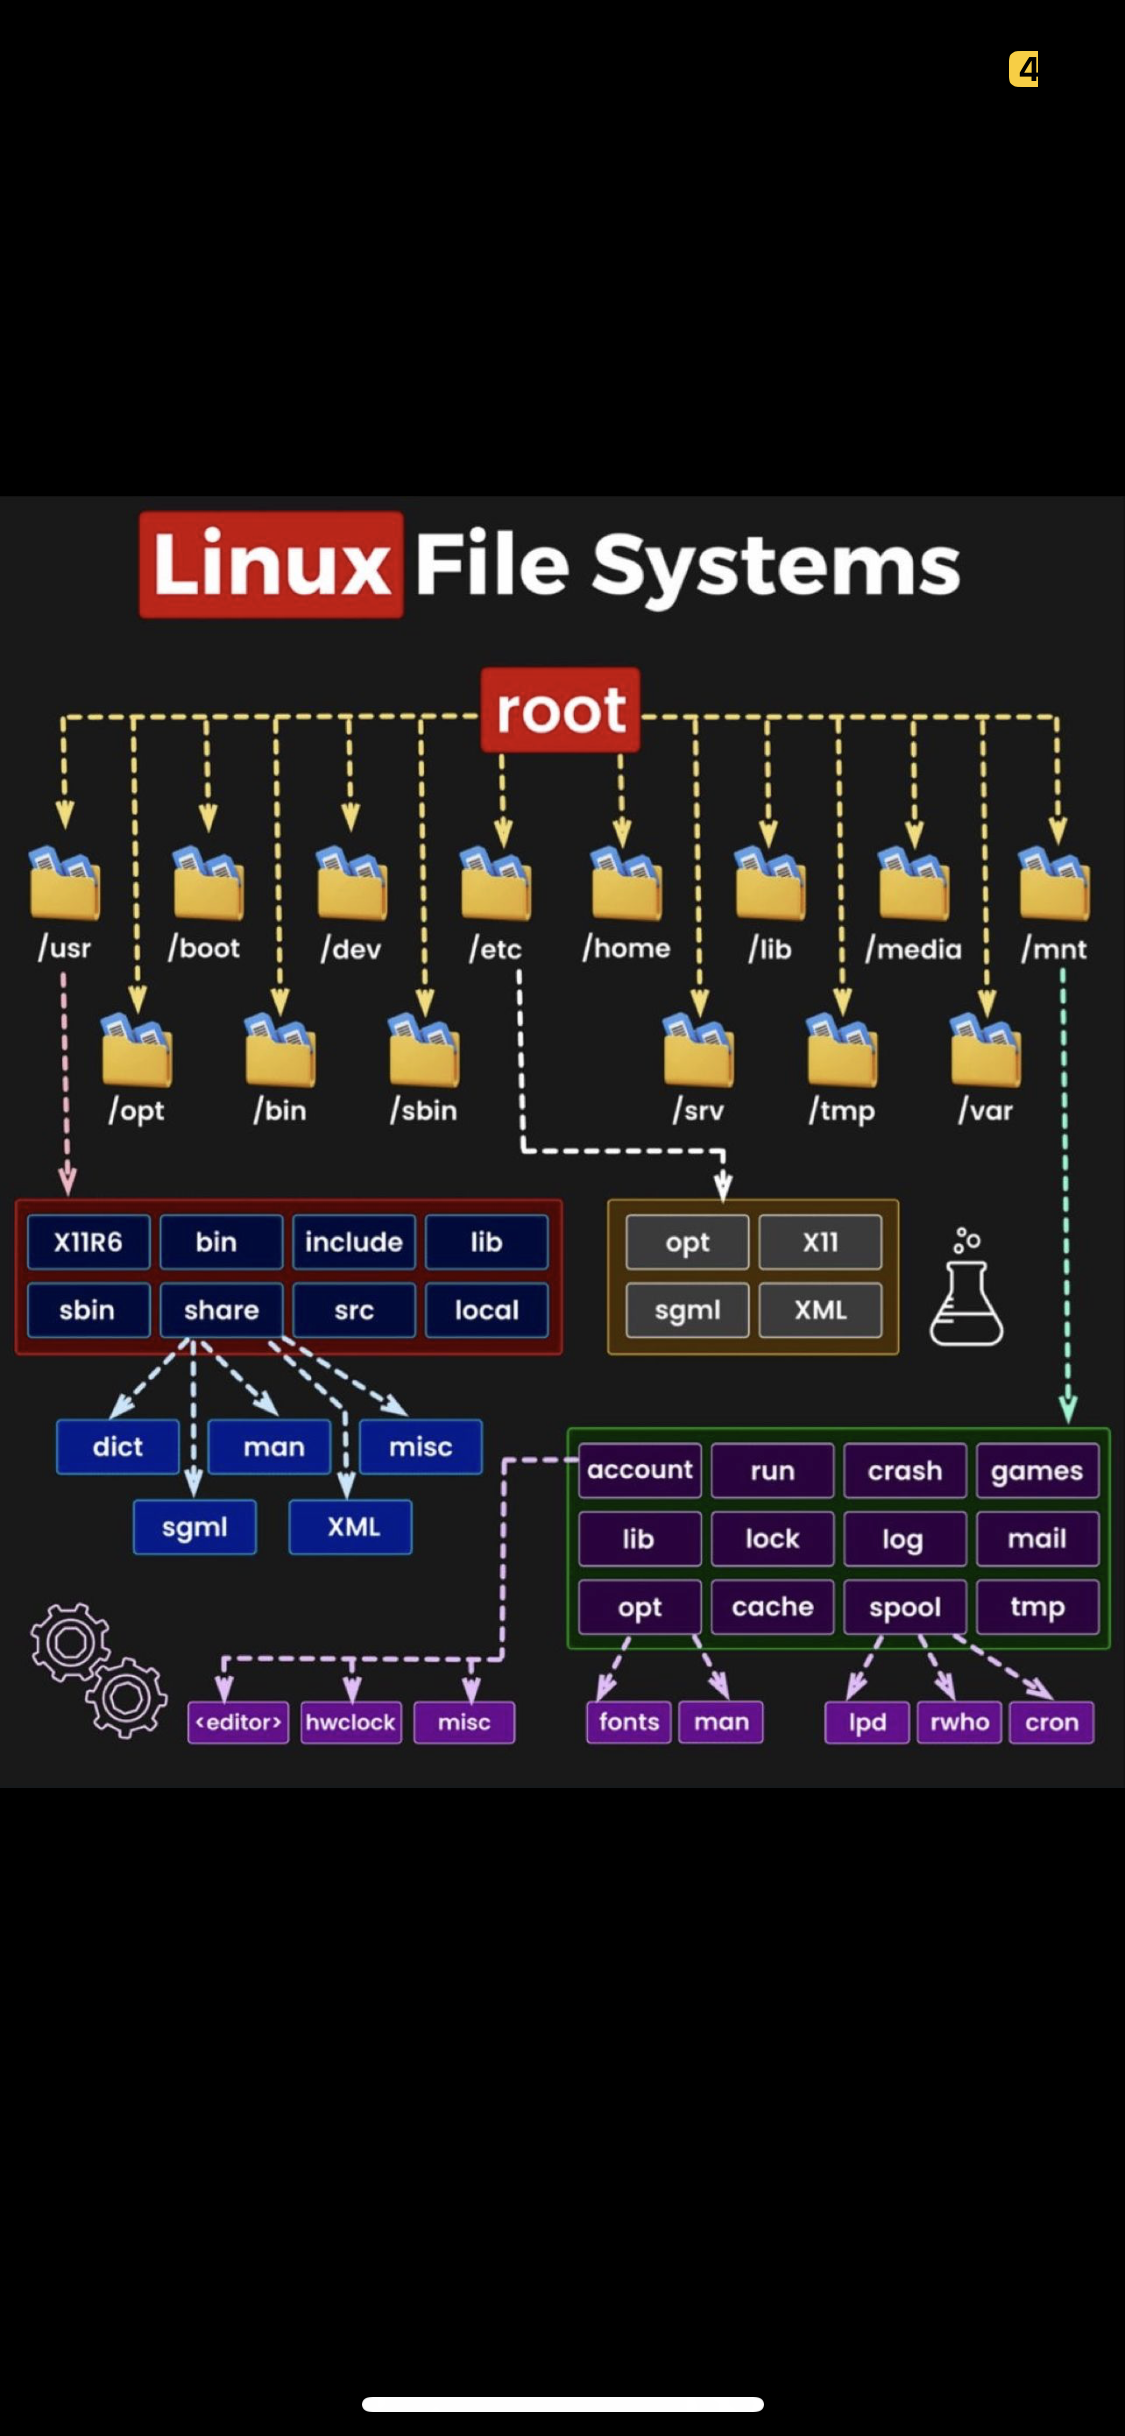 4
Linux File Systems
root
/usr /boot /dev /etc /home /lib /media /mnt
/opt /bin /sbin /srv /tmp /var
X11R6 bin include lib
sbin share src local
opt X11
sgml XML
dict man misc
sgml XML
account run crash games
lib lock log mail
opt cache spool tmp
<editor> hwclock misc
fonts man
lpd rwho cron